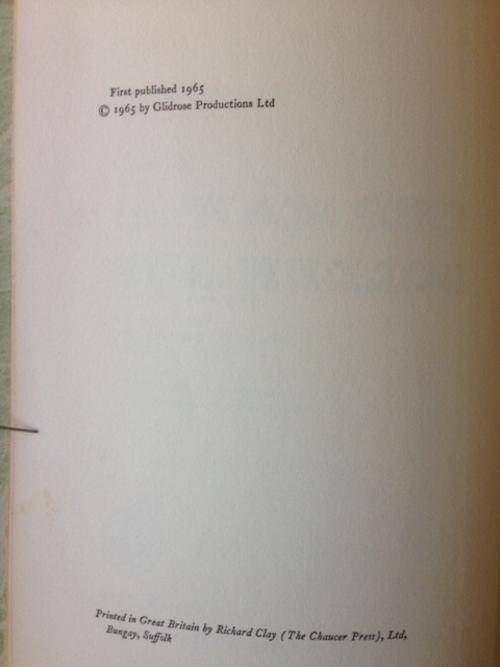 First published 1965
© 1965 by Glidrose Productions Ltd
Printed in Great Britain by Richard Clay (The Chaucer Press), Ltd,
Bungay, Suffolk